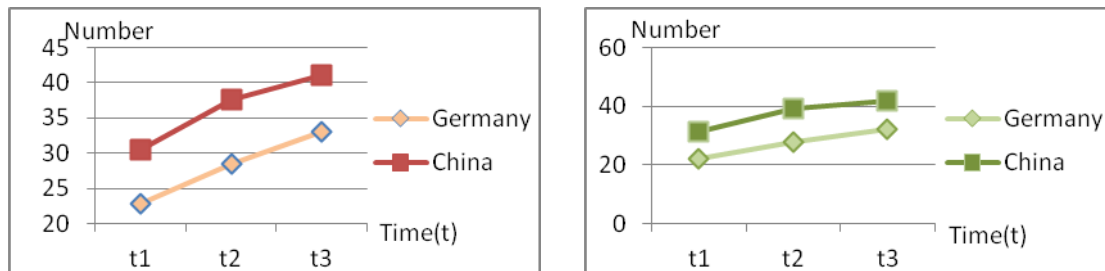 Number
45
40
35
30
25
20
t1 t2 t3
Time(t)
Germany
China
Number
60
40
20
0
t1 t2 t3
Time(t)
Germany
China